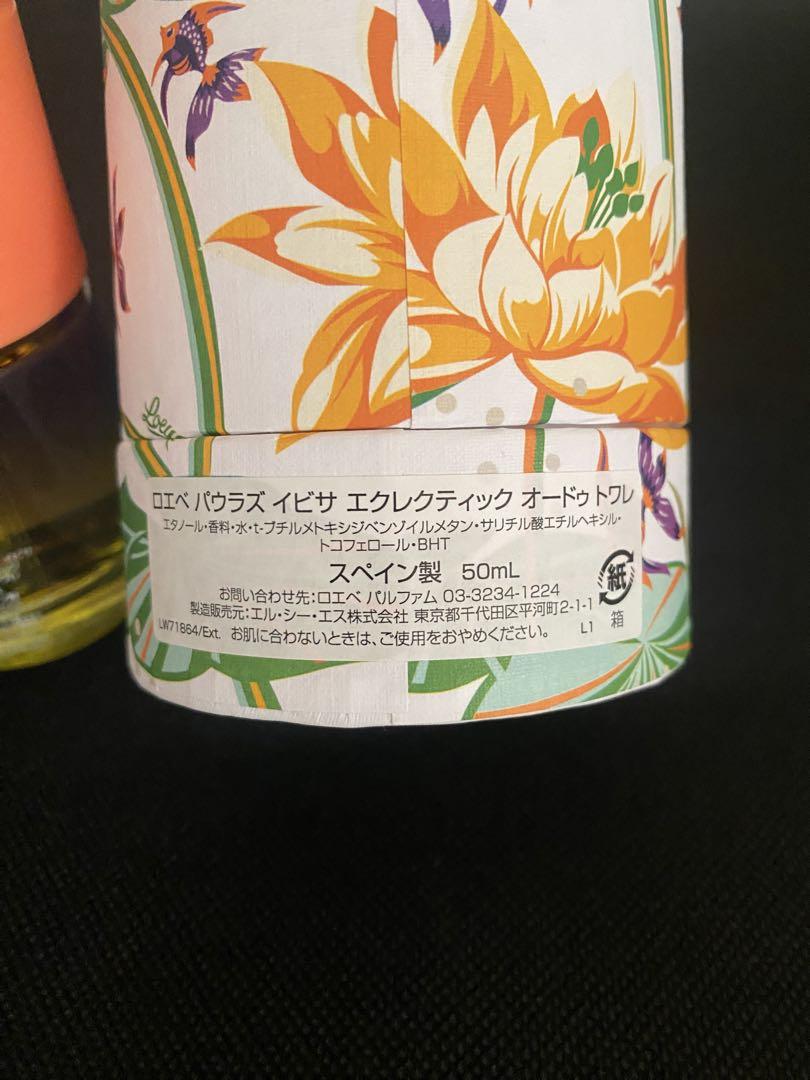 Loewe
ロエベ パウラズ イビサ エクレクティック オードゥ トワレ
エタノール・香料・水・t-ブチルメトキシジベンゾイルメタン・サリチル酸エチルヘキシル・
トコフェロール・BHT
スペイン製 50mL
お問い合わせ先:ロエベ パルファム 03-3234-1224
製造販売元:エル・シー・エス株式会社 東京都千代田区平河町2-1-1
LW71864/Ext. お肌に合わないときは、ご使用をおやめください。 L1
紙
箱